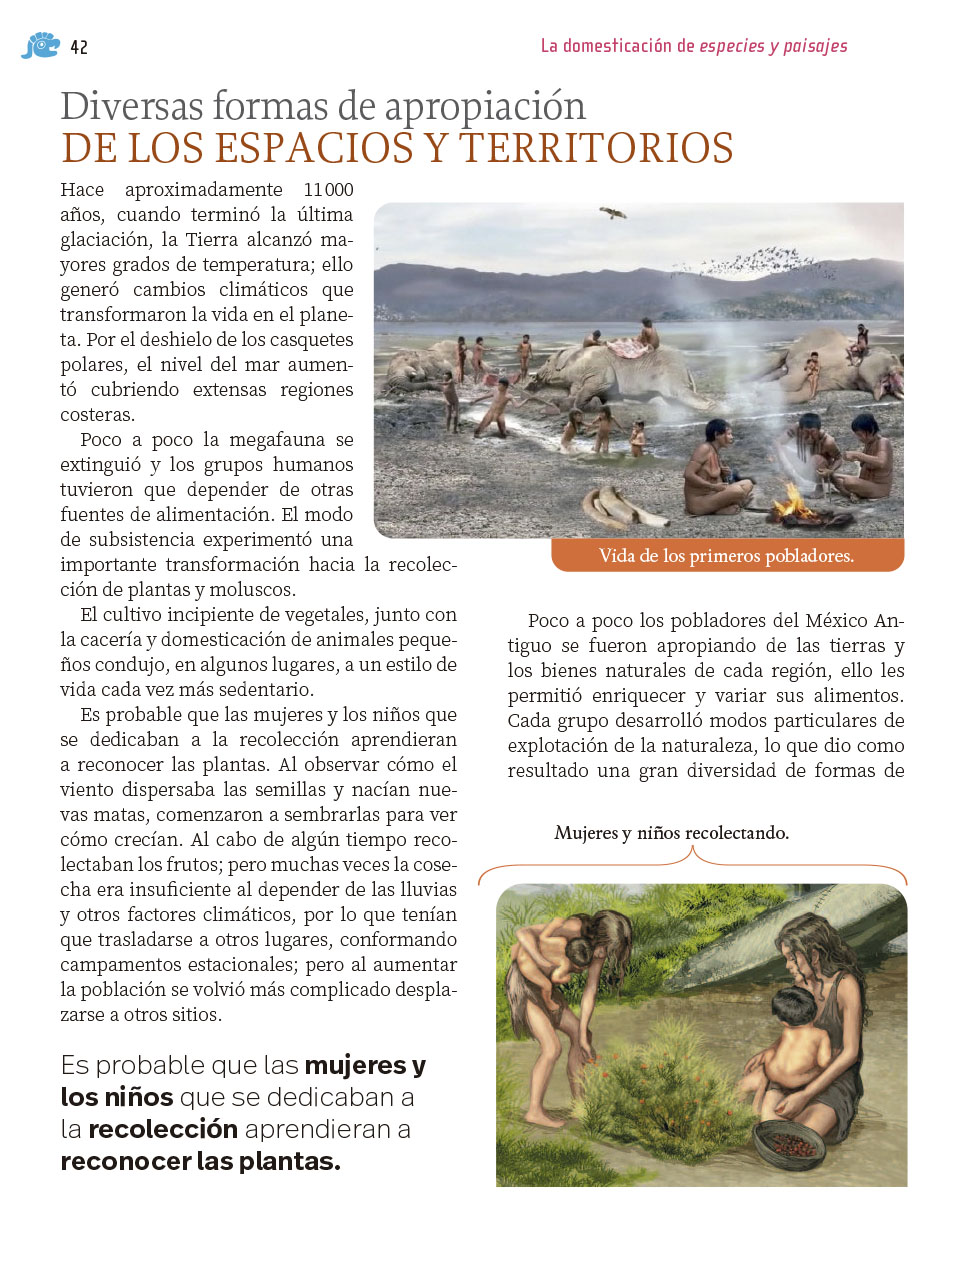 42
La domesticación de especies y paisajes
Diversas formas de apropiación
DE LOS ESPACIOS Y TERRITORIOS
Hace aproximadamente 11 000
años, cuando terminó la última
glaciación, la Tierra alcanzó ma-
yores grados de temperatura; ello
generó cambios climáticos que
transformaron la vida en el plane-
ta. Por el deshielo de los casquetes
polares, el nivel del mar aumen-
tó cubriendo extensas regiones
costeras.
Poco a poco la megafauna se
extinguió y los grupos humanos
tuvieron que depender de otras
fuentes de alimentación. El modo
de subsistencia experimentó una
importante transformación hacia la recolec-
ción de plantas y moluscos.
El cultivo incipiente de vegetales, junto con
la cacería y domesticación de animales peque-
ños condujo, en algunos lugares, a un estilo de
vida cada vez más sedentario.
Es probable que las mujeres y los niños que
se dedicaban a la recolección aprendieran
a reconocer las plantas. Al observar cómo el
viento dispersaba las semillas y nacían nue-
vas matas, comenzaron a sembrarlas para ver
cómo crecían. Al cabo de algún tiempo reco-
lectaban los frutos; pero muchas veces la cose-
cha era insuficiente al depender de las lluvias
y otros factores climáticos, por lo que tenían
que trasladarse a otros lugares, conformando
campamentos estacionales; pero al aumentar
la población se volvió más complicado despla-
zarse a otros sitios.
Es probable que las mujeres y
los niños que se dedicaban a
la recolección aprendieran a
reconocer las plantas.
Vida de los primeros pobladores.
Poco a poco los pobladores del México An-
tiguo se fueron apropiando de las tierras y
los bienes naturales de cada región, ello les
permitió enriquecer y variar sus alimentos.
Cada grupo desarrolló modos particulares de
explotación de la naturaleza, lo que dio como
resultado una gran diversidad de formas de
Mujeres y niños recolectando.